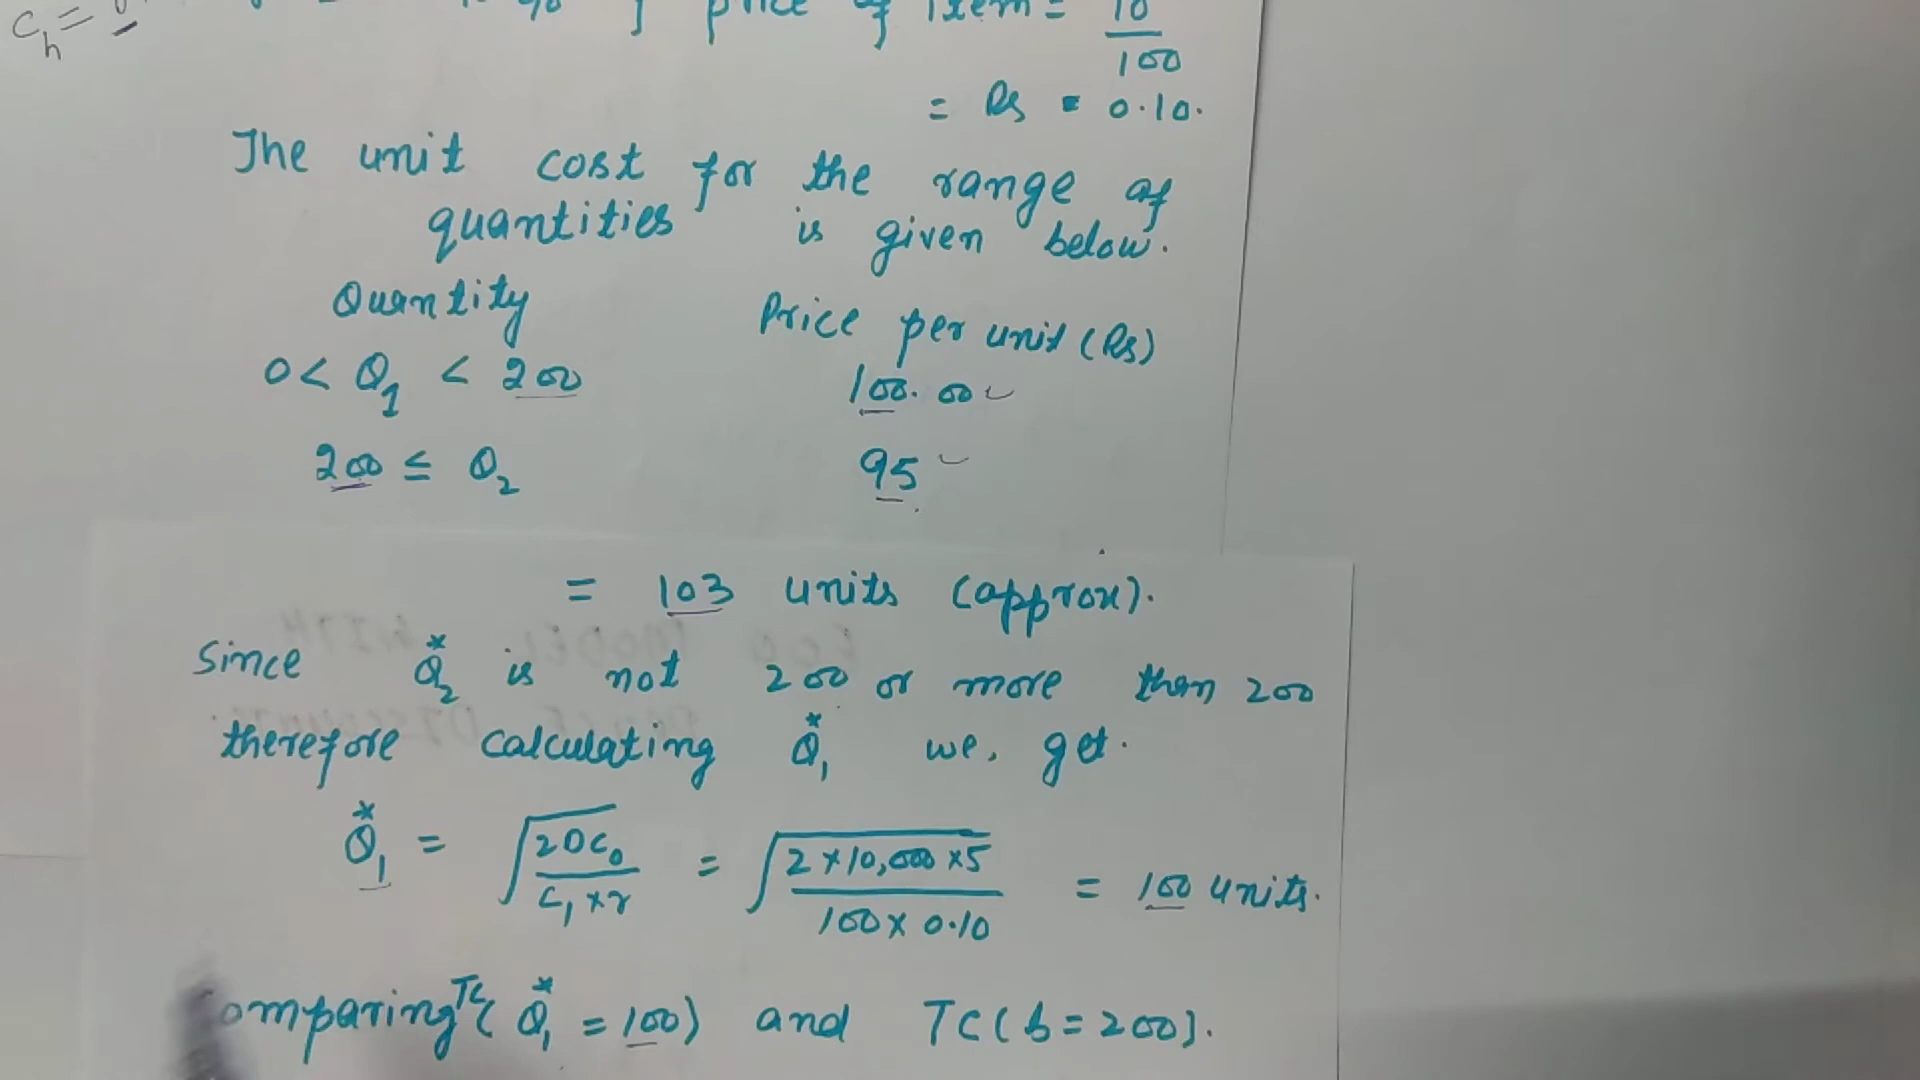 Ch =
price of item = 10/100
= Rs = 0.10.
The unit cost for the range of
quantities is given below.
Quantity Price per unit (Rs)
0 < Q1 < 200 100.00
200 ≤ Q2 95
= 103 units (approx).
Since Q2* is not 200 or more than 200
therefore calculating Q1* we, get.
Q1* = √(2DC0 / C1 × r) = √(2 × 10,000 × 5 / 100 × 0.10) = 100 units.
omparing TC( Q1* = 100) and TC(b = 200).